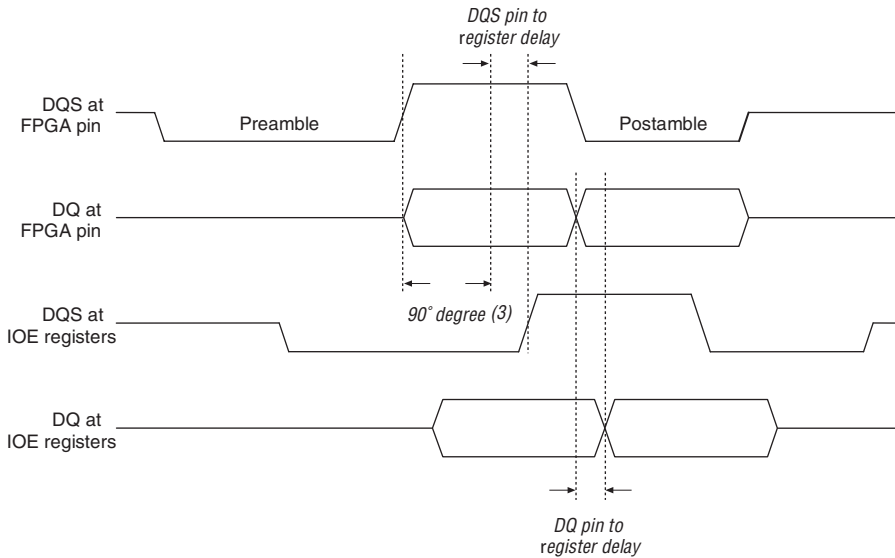 DQS pin to
register delay
DQS at
FPGA pin
Preamble
Postamble
DQ at
FPGA pin
90˚ degree (3)
DQS at
IOE registers
DQ at
IOE registers
DQ pin to
register delay